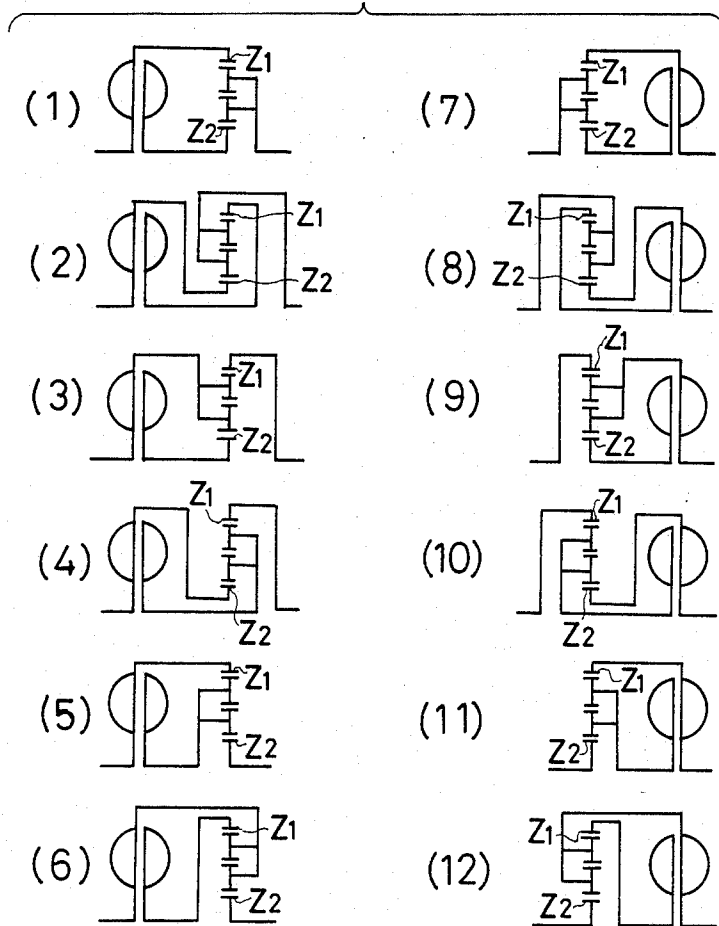 (1) Z1 Z2
(7) Z1 Z2
(2) Z1 Z2
(8) Z1 Z2
(3) Z1 Z2
(9) Z1 Z2
(4) Z1 Z2
(10) Z1 Z2
(5) Z1 Z2
(11) Z1 Z2
(6) Z1 Z2
(12) Z1 Z2